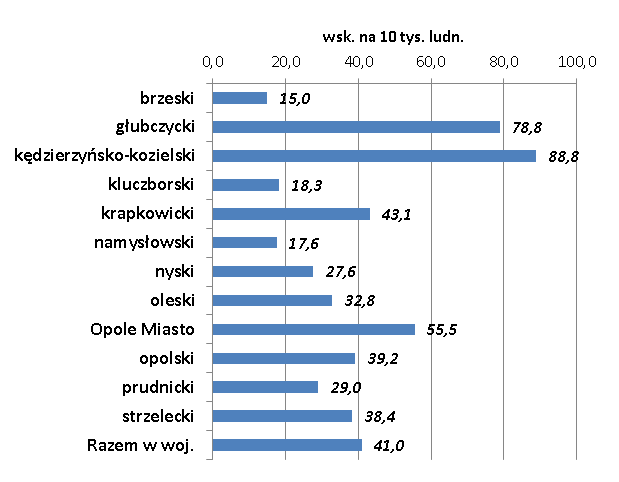 wsk. na 10 tys. ludn.
0,0 20,0 40,0 60,0 80,0 100,0
brzeski 15,0
głubczycki 78,8
kędzierzyńsko-kozielski 88,8
kluczborski 18,3
krapkowicki 43,1
namysłowski 17,6
nyski 27,6
oleski 32,8
Opole Miasto 55,5
opolski 39,2
prudnicki 29,0
strzelecki 38,4
Razem w woj. 41,0